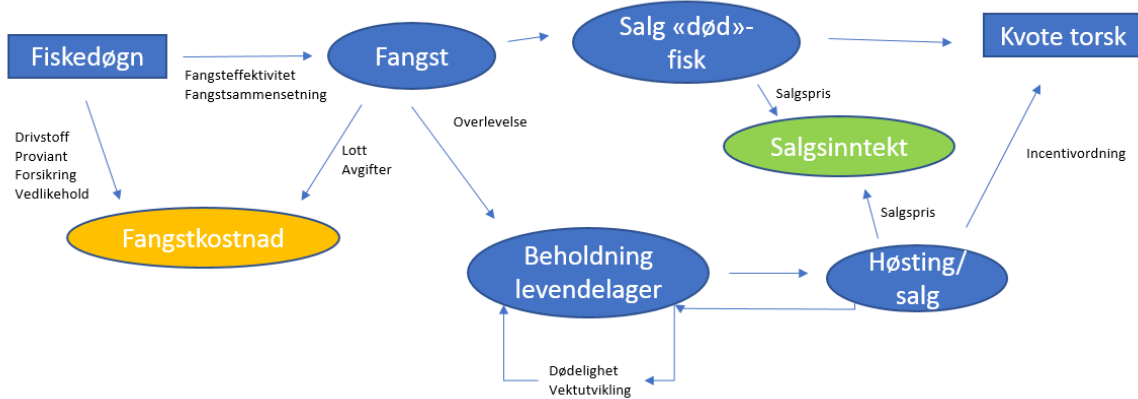 Fiskedøgn
Fangsteffektivitet
Fangstsammensetning
Fangst
Salg «død»-
fisk
Kvote torsk
Drivstoff
Proviant
Forsikring
Vedlikehold
Lott
Avgifter
Overlevelse
Salgspris
Salgsinntekt
Incentivordning
Salgspris
Fangstkostnad
Beholdning
levendelager
Høsting/
salg
Dødelighet
Vektutvikling